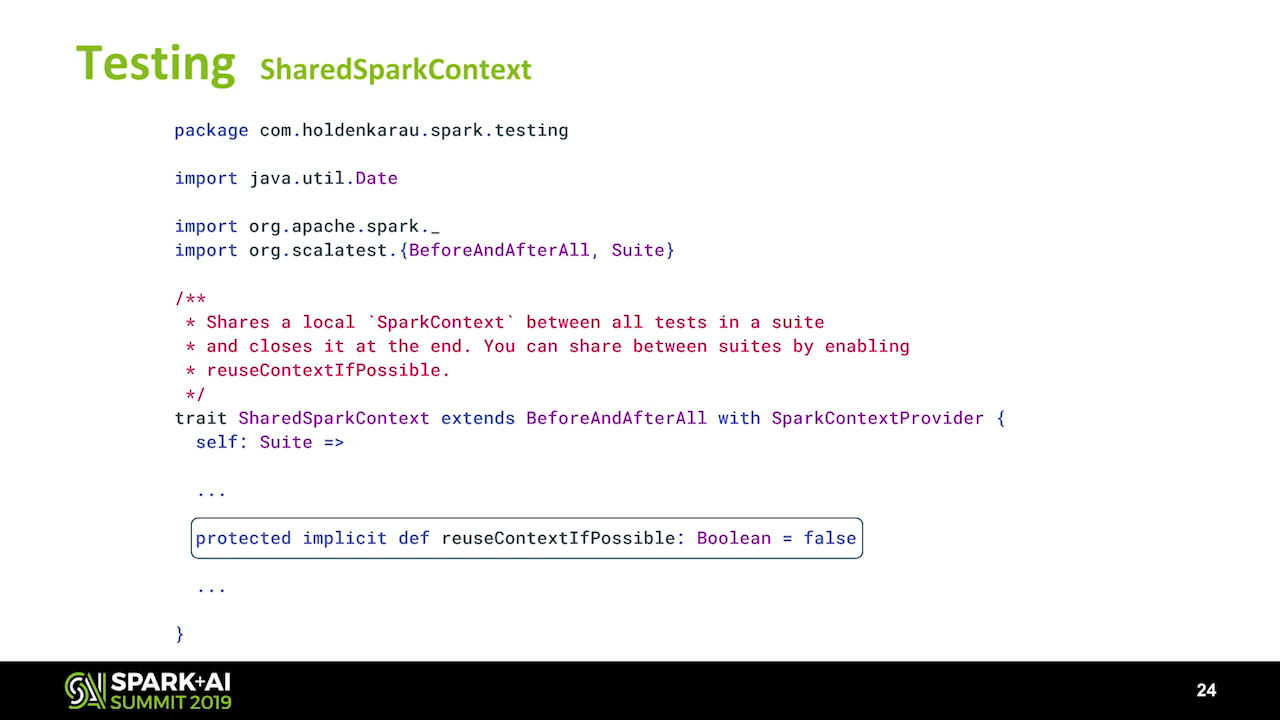 Testing SharedSparkContext
package com.holdenkarau.spark.testing
import java.util.Date
import org.apache.spark._
import org.scalatest.{BeforeAndAfterAll, Suite}
/**
* Shares a local `SparkContext` between all tests in a suite
* and closes it at the end. You can share between suites by enabling
* reuseContextIfPossible.
*/
trait SharedSparkContext extends BeforeAndAfterAll with SparkContextProvider {
self: Suite =>
...
protected implicit def reuseContextIfPossible: Boolean = false
...
}
SPARK+AI
SUMMIT 2019
24